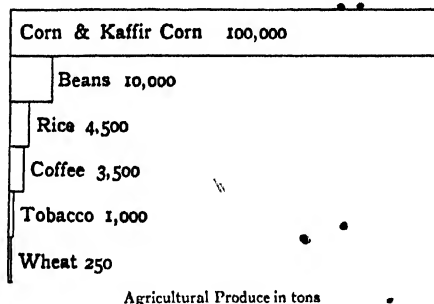 Corn & Kaffir Corn 100,000
Beans 10,000
Rice 4,500
Coffee 3,500
Tobacco 1,000
Wheat 250
Agricultural Produce in tons